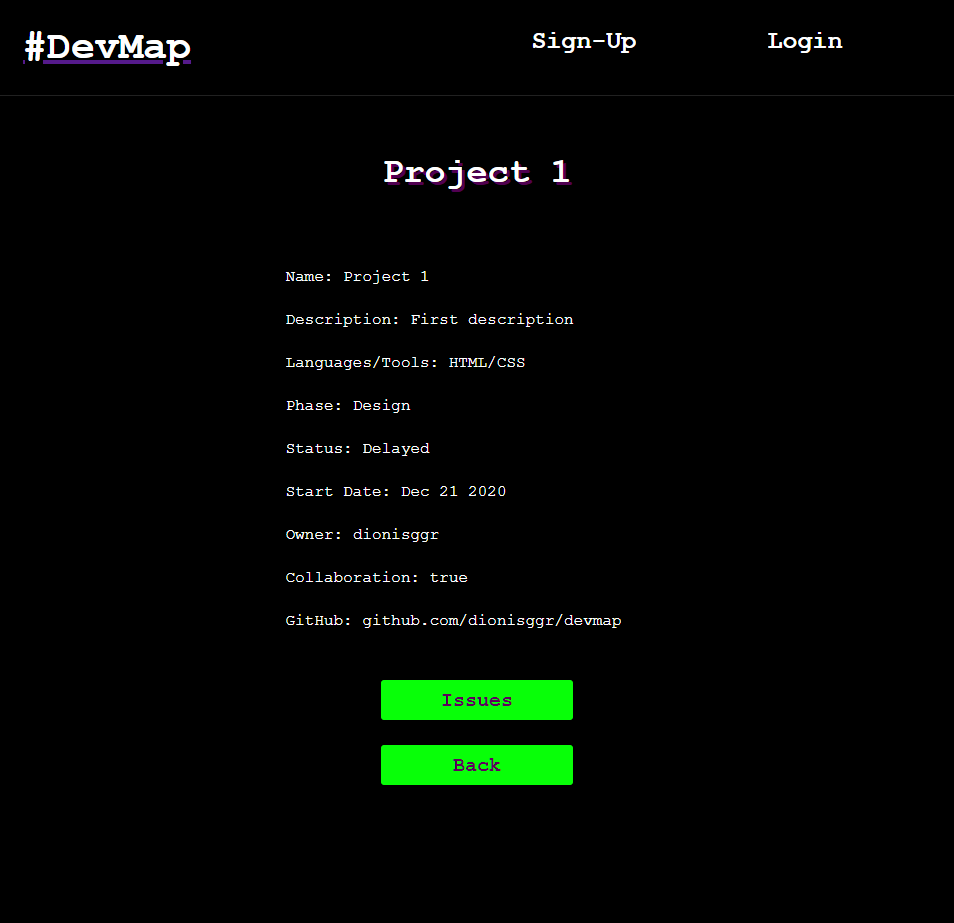 #DevMap
Sign-Up
Login
Project 1
Name: Project 1
Description: First description
Languages/Tools: HTML/CSS
Phase: Design
Status: Delayed
Start Date: Dec 21 2020
Owner: dionisggr
Collaboration: true
GitHub: github.com/dionisggr/devmap
Issues
Back